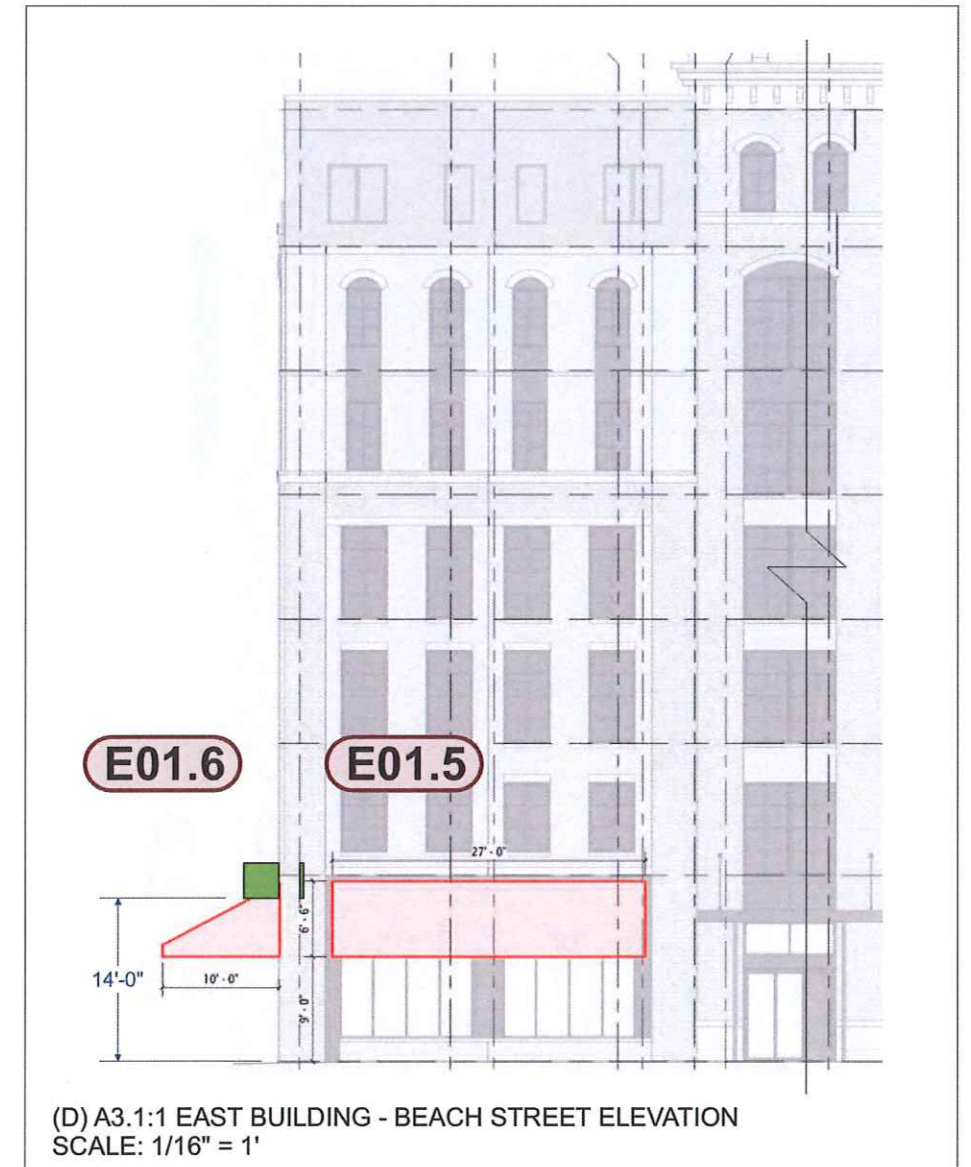 E01.6
E01.5
27' - 0"
6' - 6"
14'-0"
10' - 0"
9' - 0"
(D) A3.1:1 EAST BUILDING - BEACH STREET ELEVATION
SCALE: 1/16" = 1'